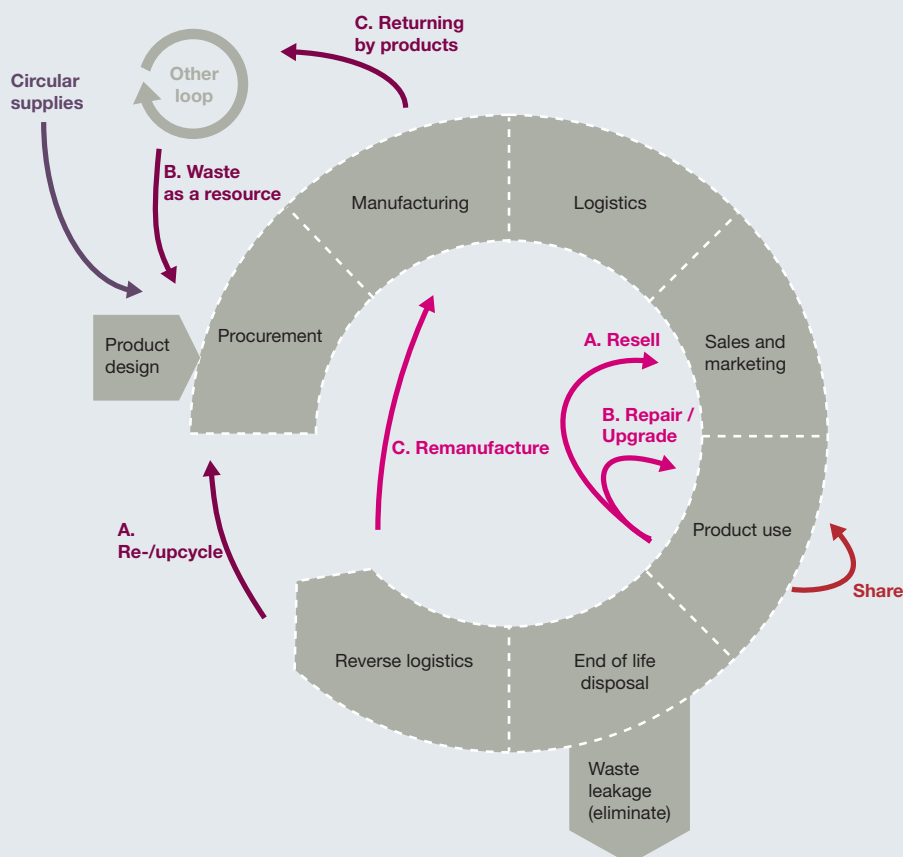 C. Returning
by products
Other
loop
Circular
supplies
B. Waste
as a resource
Manufacturing
Logistics
Product
design
Procurement
A. Resell
Sales and
marketing
B. Repair /
Upgrade
C. Remanufacture
A.
Re-/upcycle
Product use
Share
Reverse logistics
End of life
disposal
Waste
leakage
(eliminate)